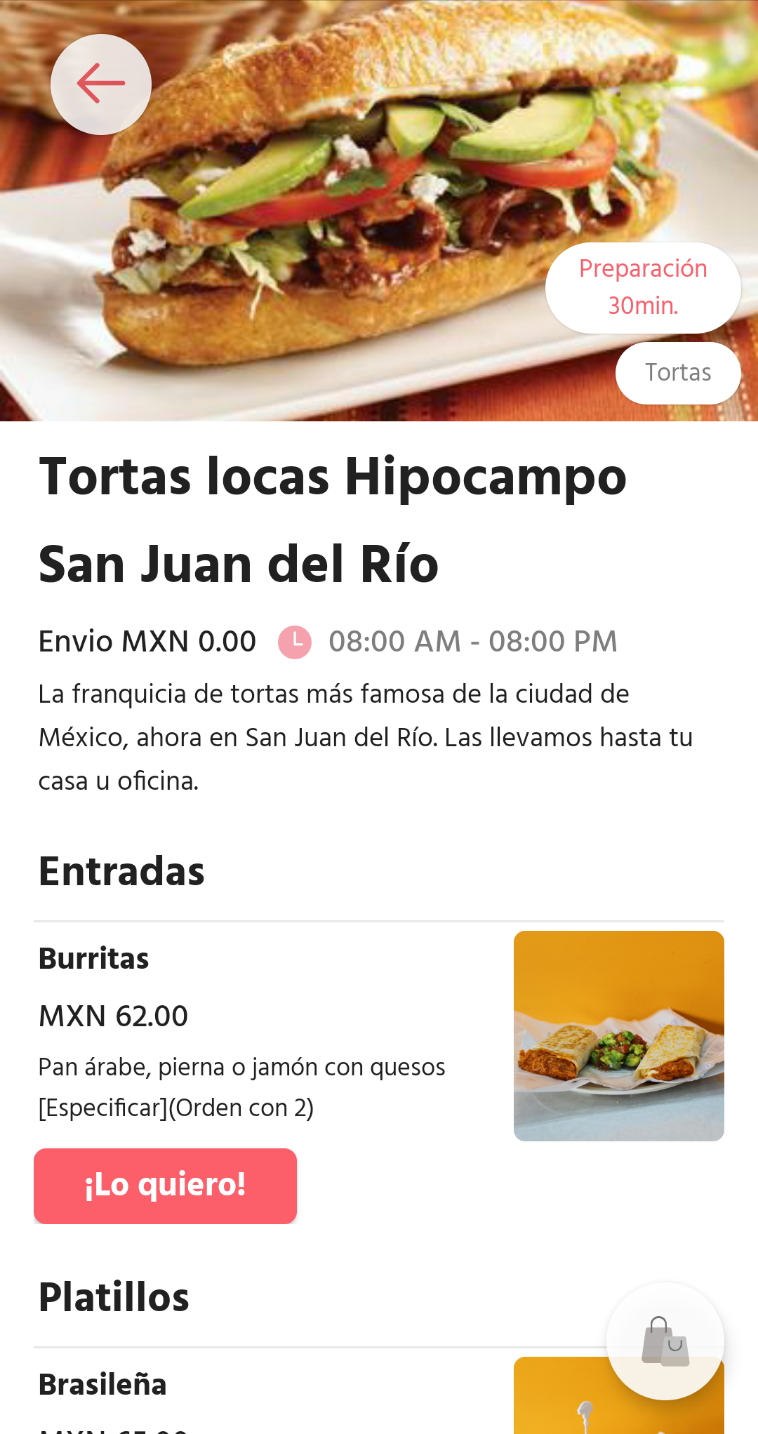 Preparación
30min.
Tortas
Tortas locas Hipocampo
San Juan del Río
Envio MXN 0.00 08:00 AM - 08:00 PM
La franquicia de tortas más famosa de la ciudad de
México, ahora en San Juan del Río. Las llevamos hasta tu
casa u oficina.
Entradas
Burritas
MXN 62.00
Pan árabe, pierna o jamón con quesos
[Especificar](Orden con 2)
¡Lo quiero!
Platillos
Brasileña